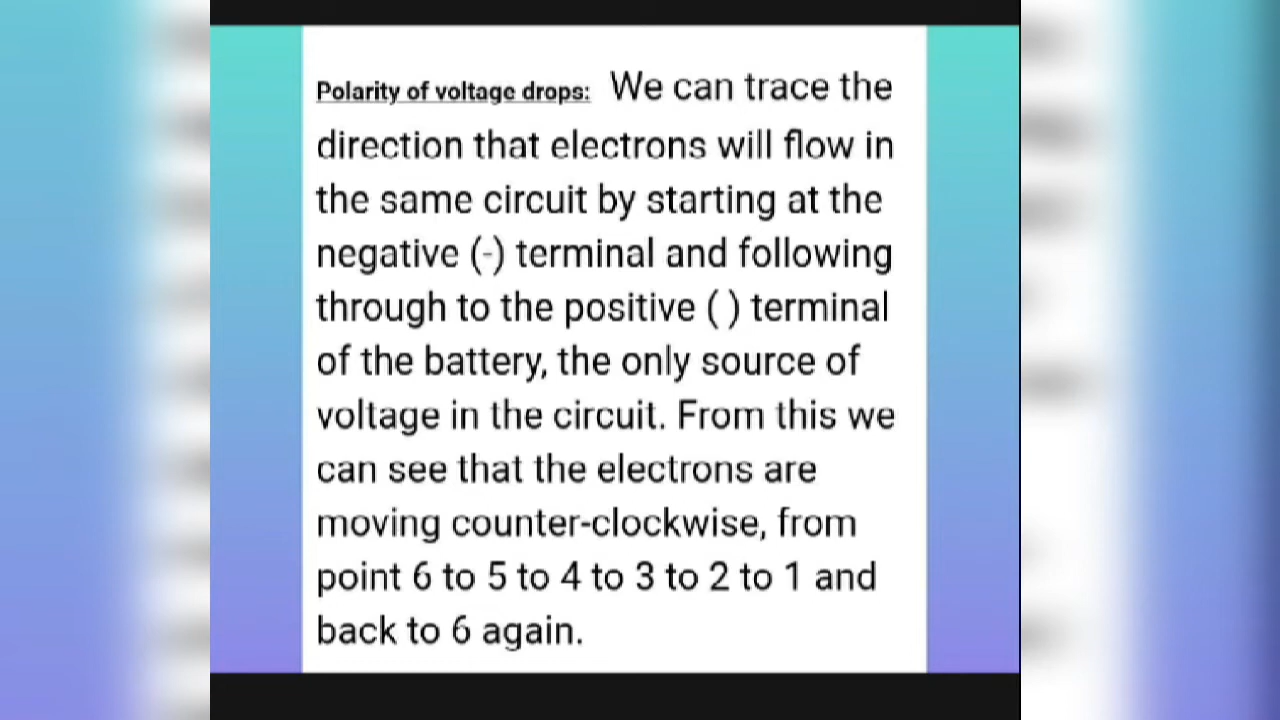 Polarity of voltage drops: We can trace the
direction that electrons will flow in
the same circuit by starting at the
negative (-) terminal and following
through to the positive ( ) terminal
of the battery, the only source of
voltage in the circuit. From this we
can see that the electrons are
moving counter-clockwise, from
point 6 to 5 to 4 to 3 to 2 to 1 and
back to 6 again.